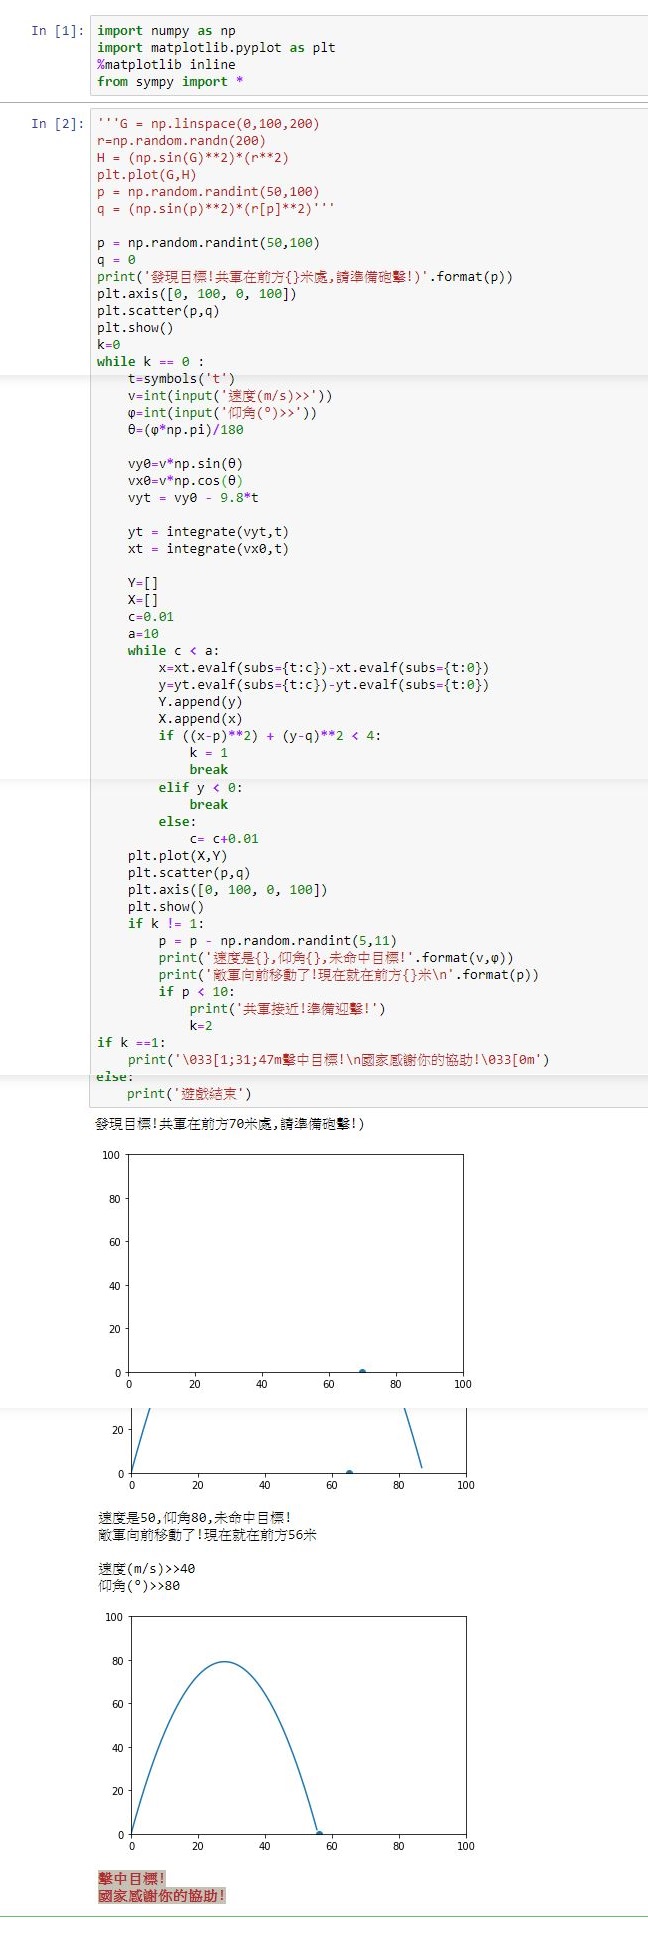 In [1]: import numpy as np
import matplotlib.pyplot as plt
%matplotlib inline
from sympy import *
In [2]: '''G = np.linspace(0,100,200)
r=np.random.randn(200)
H = (np.sin(G)**2)*(r**2)
plt.plot(G,H)
p = np.random.randint(50,100)
q = (np.sin(p)**2)*(r[p]**2)'''
p = np.random.randint(50,100)
q = 0
print('發現目標!共軍在前方{}米處,請準備砲擊!)'.format(p))
plt.axis([0, 100, 0, 100])
plt.scatter(p,q)
plt.show()
k=0
while k == 0 :
t=symbols('t')
v=int(input('速度(m/s)>>'))
φ=int(input('仰角(°)>>'))
θ=(φ*np.pi)/180
vy0=v*np.sin(θ)
vx0=v*np.cos(θ)
vyt = vy0 - 9.8*t
yt = integrate(vyt,t)
xt = integrate(vx0,t)
Y=[]
X=[]
c=0.01
a=10
while c < a:
x=xt.evalf(subs={t:c})-xt.evalf(subs={t:0})
y=yt.evalf(subs={t:c})-yt.evalf(subs={t:0})
Y.append(y)
X.append(x)
if ((x-p)**2) + (y-q)**2 < 4:
k = 1
break
elif y < 0:
break
else:
c= c+0.01
plt.plot(X,Y)
plt.scatter(p,q)
plt.axis([0, 100, 0, 100])
plt.show()
if k != 1:
p = p - np.random.randint(5,11)
print('速度是{},仰角{},未命中目標!'.format(v,φ))
print('敵軍向前移動了!現在就在前方{}米\n'.format(p))
if p < 10:
print('共軍接近!準備迎擊!')
k=2
if k ==1:
print('\033[1;31;47m擊中目標!\n國家感謝你的協助!\033[0m')
else:
print('遊戲結束')
發現目標!共軍在前方70米處,請準備砲擊!)
100
80
60
40
20
0
0 20 40 60 80 100
20
0
0 20 40 60 80 100
速度是50,仰角80,未命中目標!
敵軍向前移動了!現在就在前方56米
速度(m/s)>>40
仰角(°)>>80
100
80
60
40
20
0
0 20 40 60 80 100
擊中目標!
國家感謝你的協助!